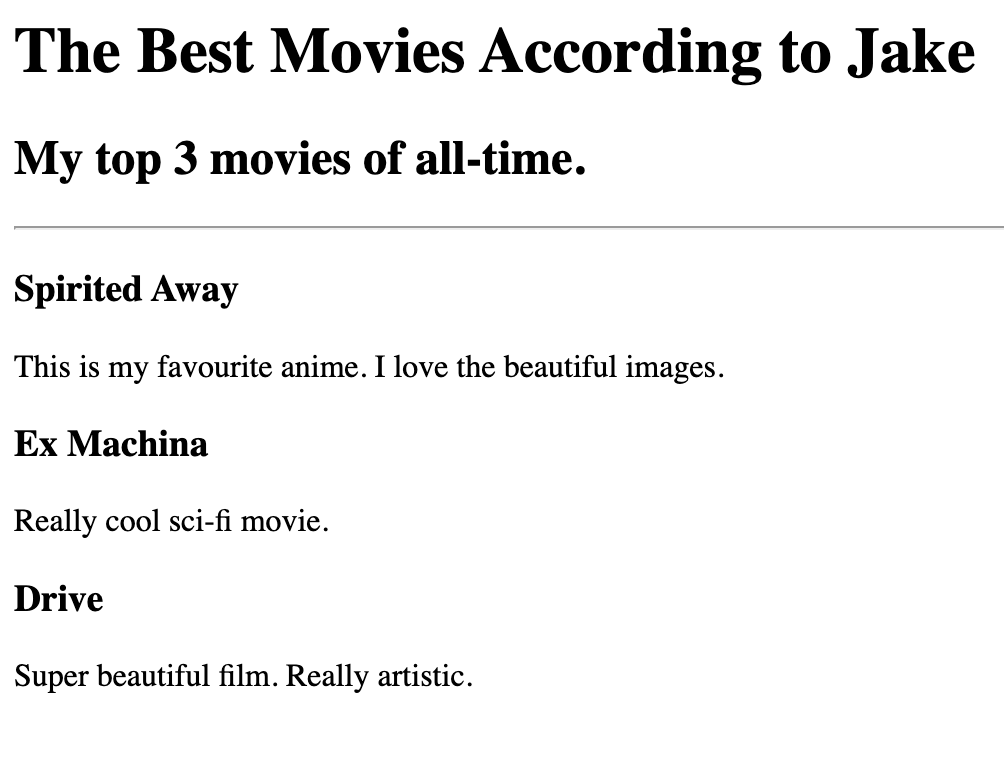 The Best Movies According to Jake
My top 3 movies of all-time.
Spirited Away
This is my favourite anime. I love the beautiful images.
Ex Machina
Really cool sci-fi movie.
Drive
Super beautiful film. Really artistic.